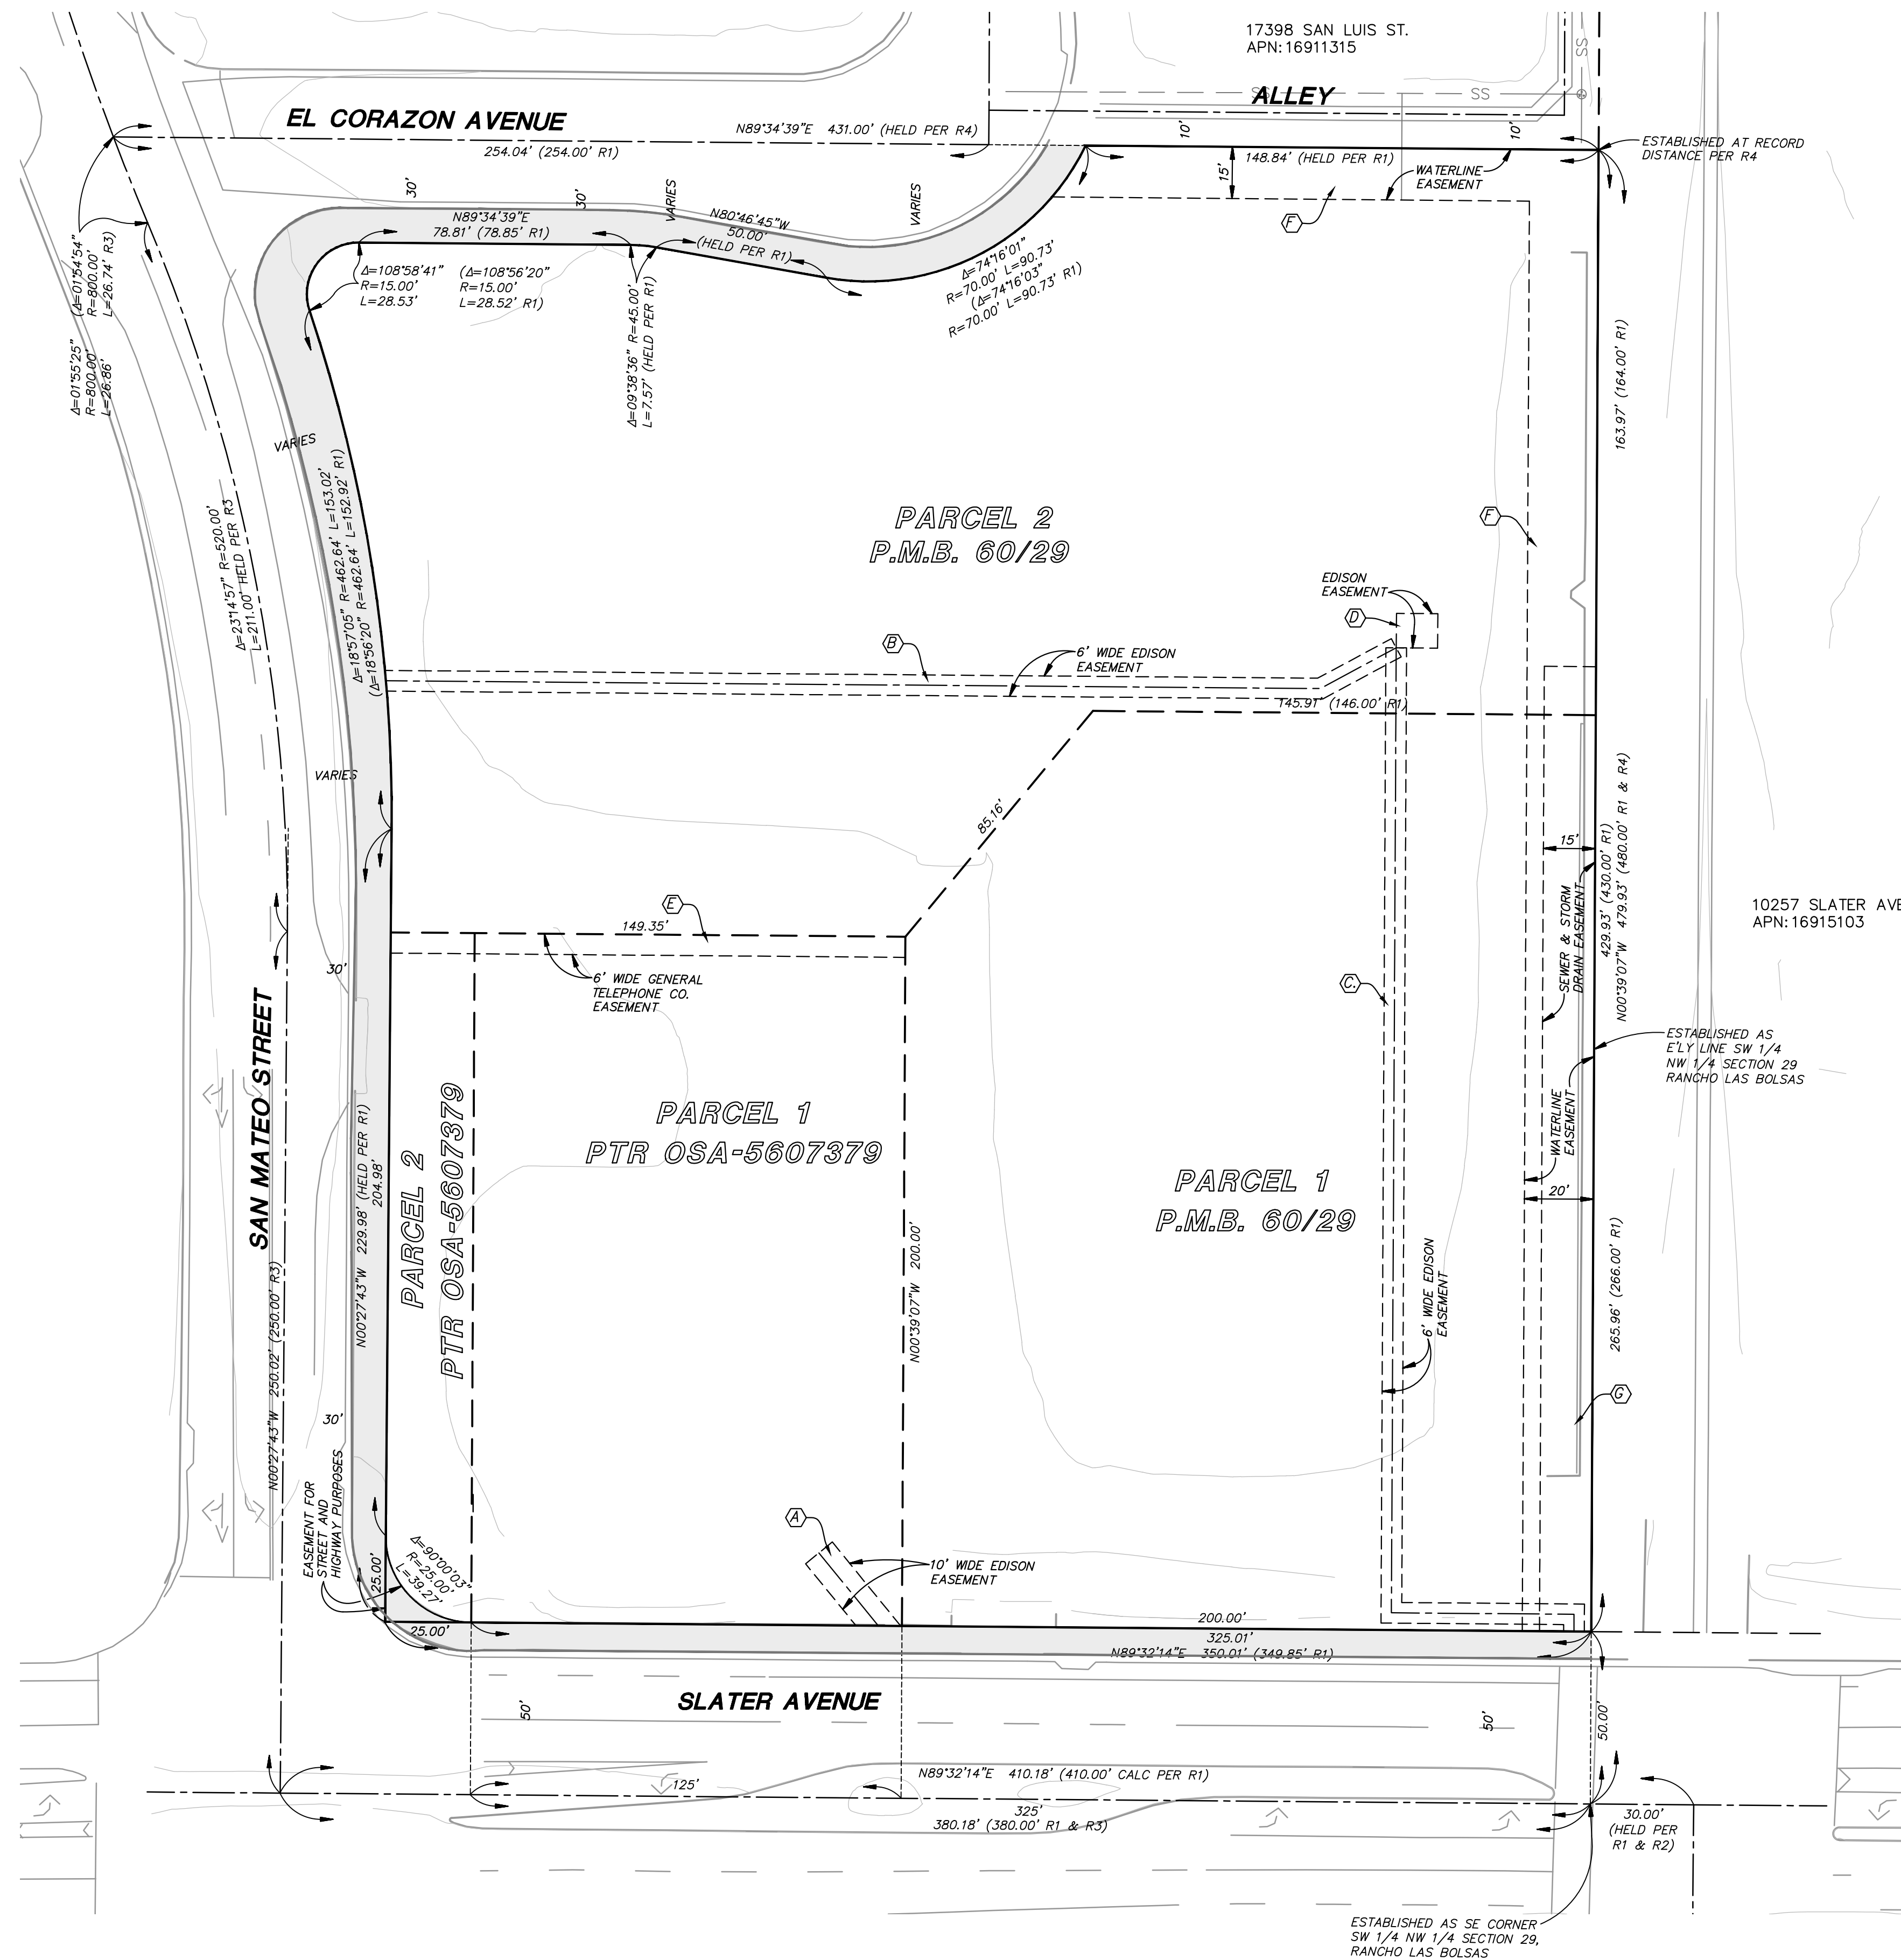 17398 SAN LUIS ST.
APN:16911315
SS
SS
SS
ALLEY
EL CORAZON AVENUE
N89°34'39"E 431.00' (HELD PER R4)
254.04' (254.00' R1)
10'
10'
ESTABLISHED AT RECORD
DISTANCE PER R4
148.84' (HELD PER R1)
15'
WATERLINE
EASEMENT
F
30'
30'
VARIES
VARIES
N89°34'39"E
78.81' (78.85' R1)
N80°46'45"W
50.00'
(HELD PER R1)
Δ=74°16'01"
R=70.00' L=90.73'
(Δ=74°16'03"
R=70.00' L=90.73' R1)
Δ=108°58'41"
R=15.00'
L=28.53'
(Δ=108°56'20"
R=15.00'
L=28.52' R1)
Δ=09°38'36" R=45.00'
L=7.57' (HELD PER R1)
(Δ=01°54'54"
R=800.00'
L=26.74' R3)
Δ=01°55'25"
R=800.00'
L=26.86'
163.97' (164.00' R1)
VARIES
Δ=18°57'05" R=462.64' L=153.02'
(Δ=18°56'20" R=462.64' L=152.92' R1)
Δ=23°14'57" R=520.00'
L=211.00' HELD PER R3
PARCEL 2
P.M.B. 60/29
F
EDISON
EASEMENT
D
B
6' WIDE EDISON
EASEMENT
145.91' (146.00' R1)
VARIES
85.16'
15'
429.93' (430.00' R1)
N00°39'07"W 479.93' (480.00' R1 & R4)
SEWER & STORM
DRAIN EASEMENT
10257 SLATER AVE
APN:16915103
E
149.35'
6' WIDE GENERAL
TELEPHONE CO.
EASEMENT
30'
C.
ESTABLISHED AS
E'LY LINE SW 1/4
NW 1/4 SECTION 29
RANCHO LAS BOLSAS
SAN MATEO STREET
PARCEL 1
PTR OSA-5607379
PARCEL 2
PTR OSA-5607379
PARCEL 1
P.M.B. 60/29
WATERLINE
EASEMENT
20'
N00°27'43"W 229.98' (HELD PER R1)
204.98'
N00°39'07"W 200.00'
6' WIDE EDISON
EASEMENT
265.96' (266.00' R1)
N00°27'43"W 250.02' (250.00' R3)
30'
G
EASEMENT FOR
STREET AND
HIGHWAY PURPOSES
A
10' WIDE EDISON
EASEMENT
25.00'
Δ=90°00'03"
R=25.00'
L=39.27'
25.00'
200.00'
325.01'
N89°32'14"E 350.01' (349.85' R1)
50'
SLATER AVENUE
50'
50.00'
125'
N89°32'14"E 410.18' (410.00' CALC PER R1)
325'
380.18' (380.00' R1 & R3)
30.00'
(HELD PER
R1 & R2)
ESTABLISHED AS SE CORNER
SW 1/4 NW 1/4 SECTION 29,
RANCHO LAS BOLSAS